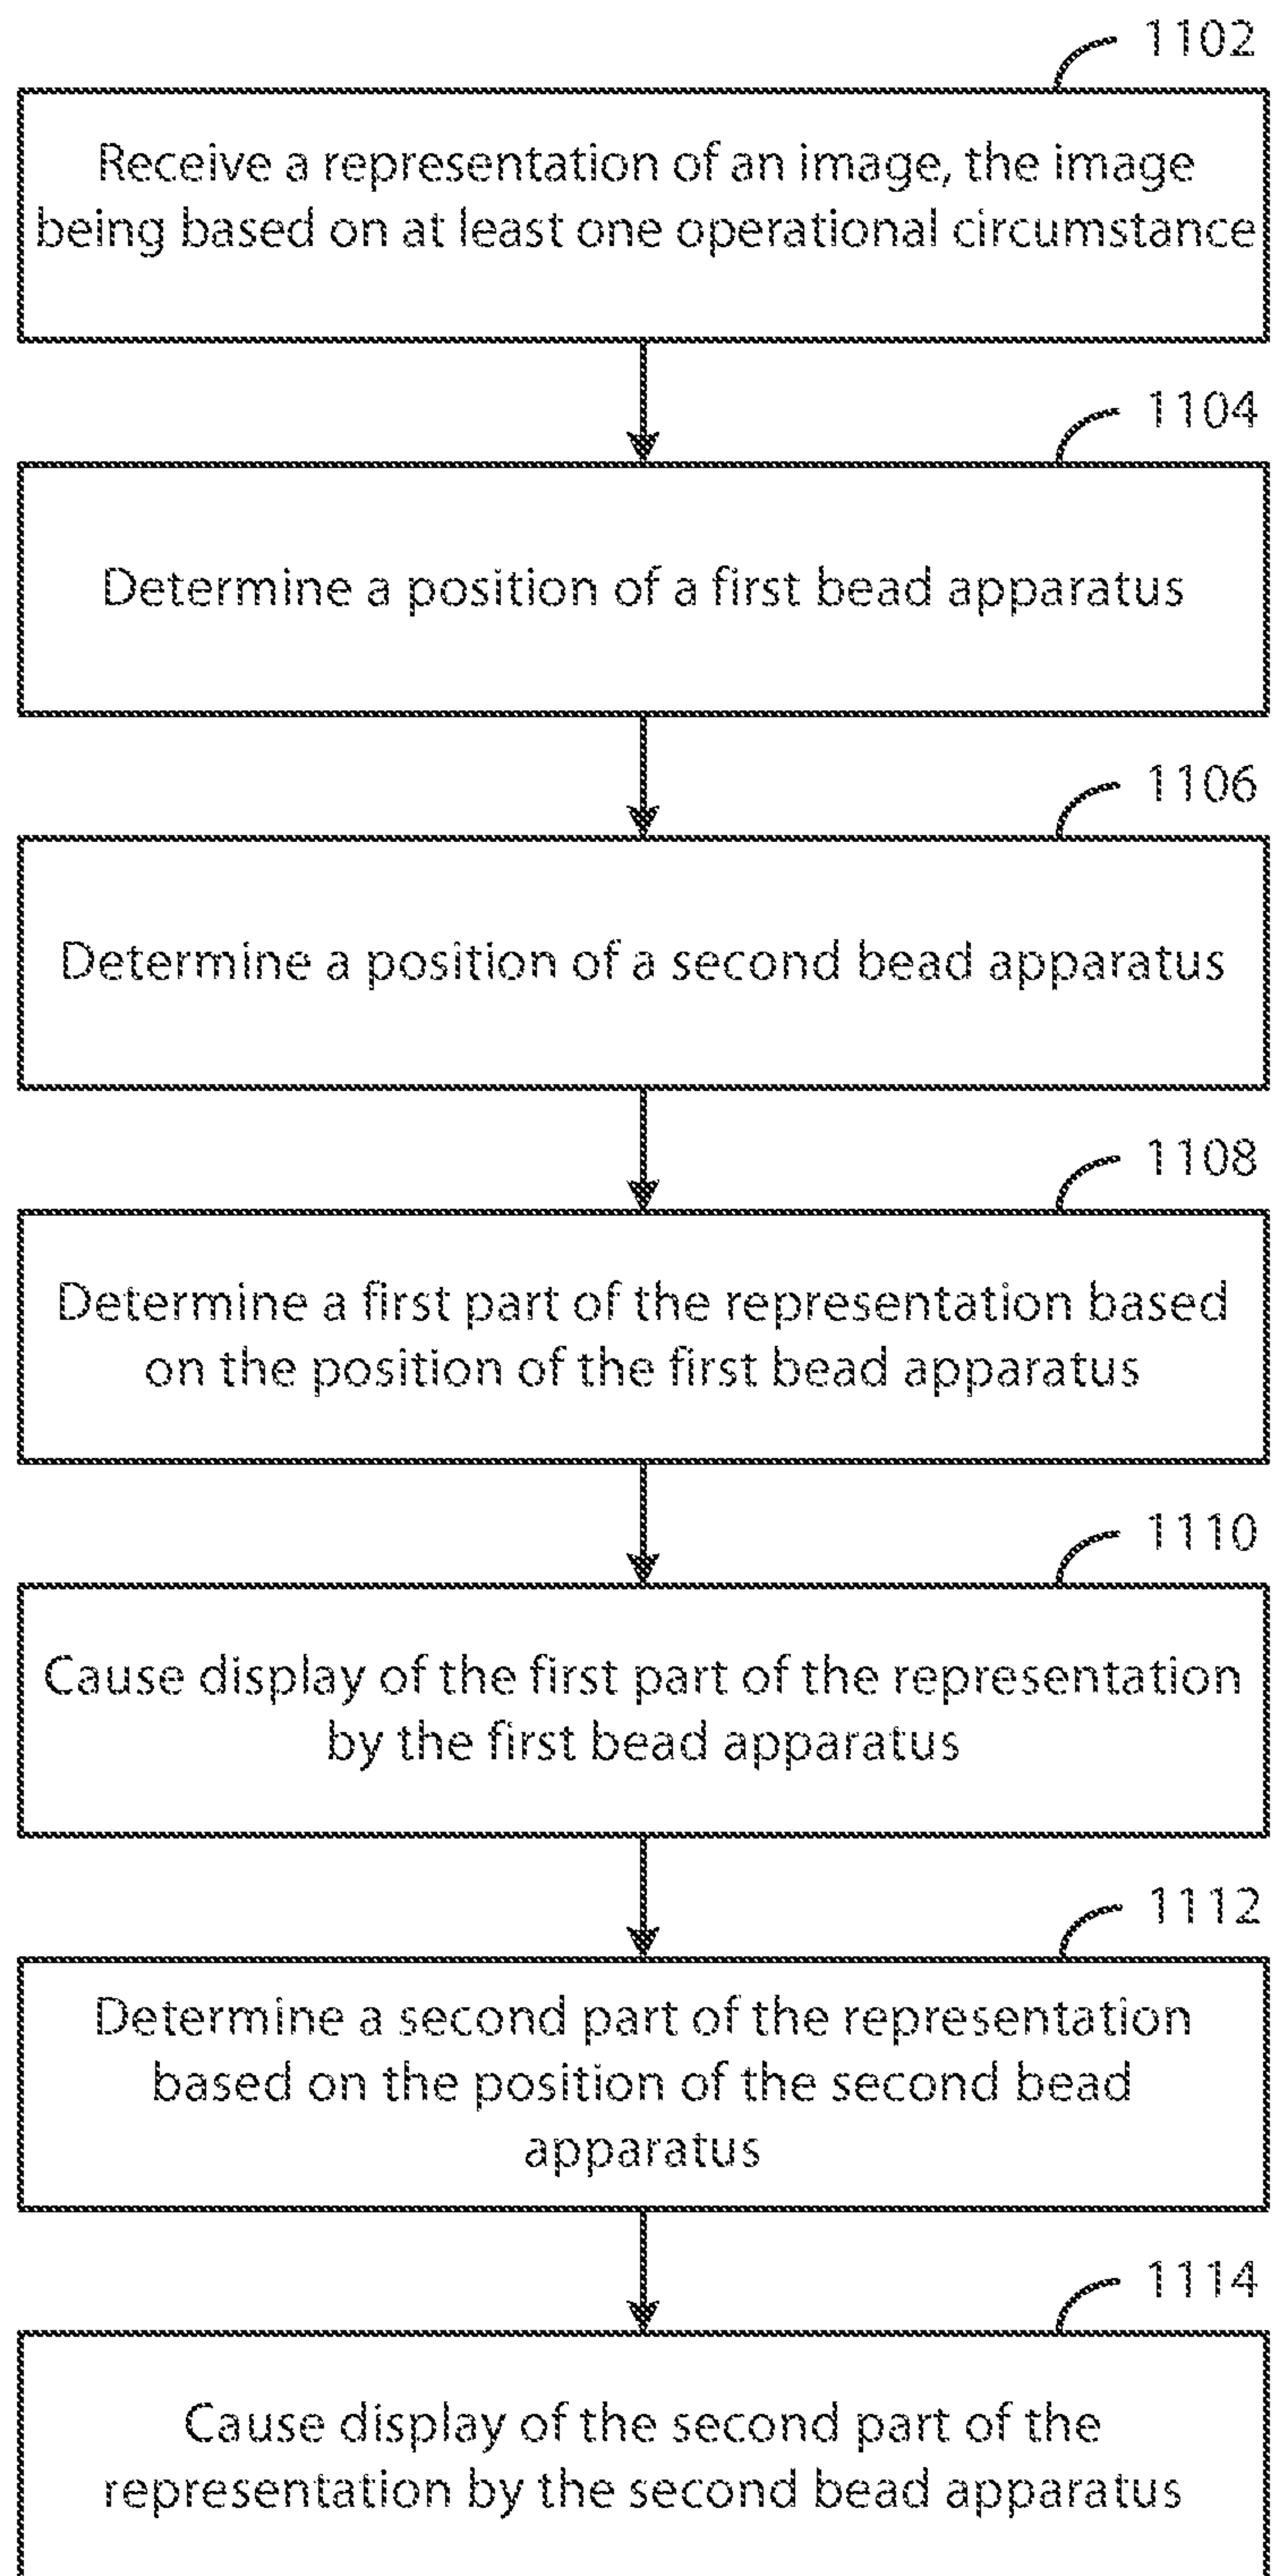 1102
Receive a representation of an image, the image
being based on at least one operational circumstance
1104
Determine a position of a first bead apparatus
1106
Determine a position of a second bead apparatus
1108
Determine a first part of the representation based
on the position of the first bead apparatus
1110
Cause display of the first part of the representation
by the first bead apparatus
1112
Determine a second part of the representation
based on the position of the second bead
apparatus
1114
Cause display of the second part of the
representation by the second bead apparatus